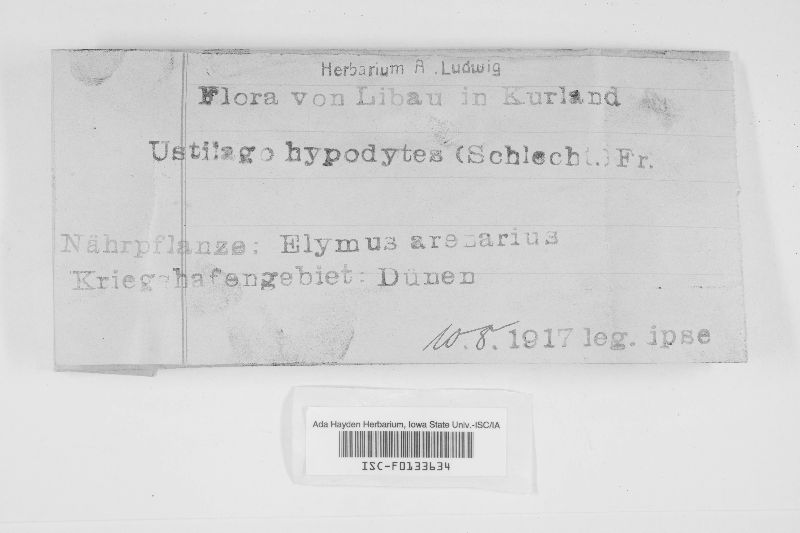 Herbarium A. Ludwig
Flora von Libau in Kurland
Ustilago hypodytes (Schlecht.) Fr.
Nährpflanze: Elymus arenarius
Kriegshafengebiet: Dünen
10.8.1917 leg. ipse
Ada Hayden Herbarium, Iowa State Univ.-ISC/IA
ISC-F0133634